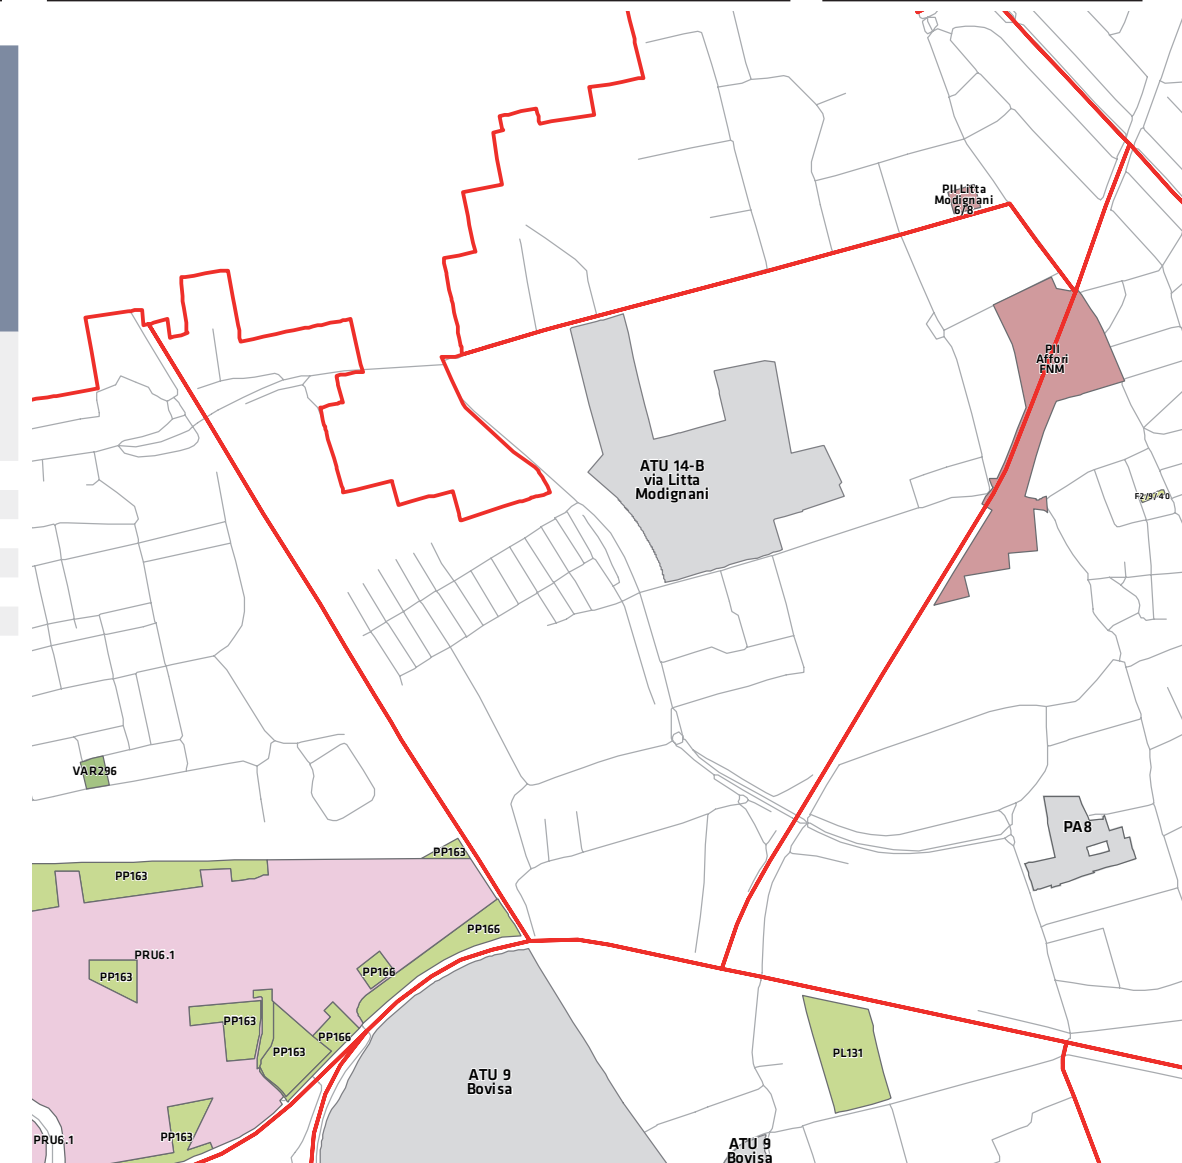 PII Litta
Modignani
6/8
PII
Affori
FNM
ATU 14-B
via Litta
Modignani
F2/9/40
VAR296
PA8
PP163
PP163
PP166
PRU6.1
PP166
PP163
PP163
PP166
PP163
PL131
ATU 9
Bovisa
PP163
PRU6.1
ATU 9
Bovisa